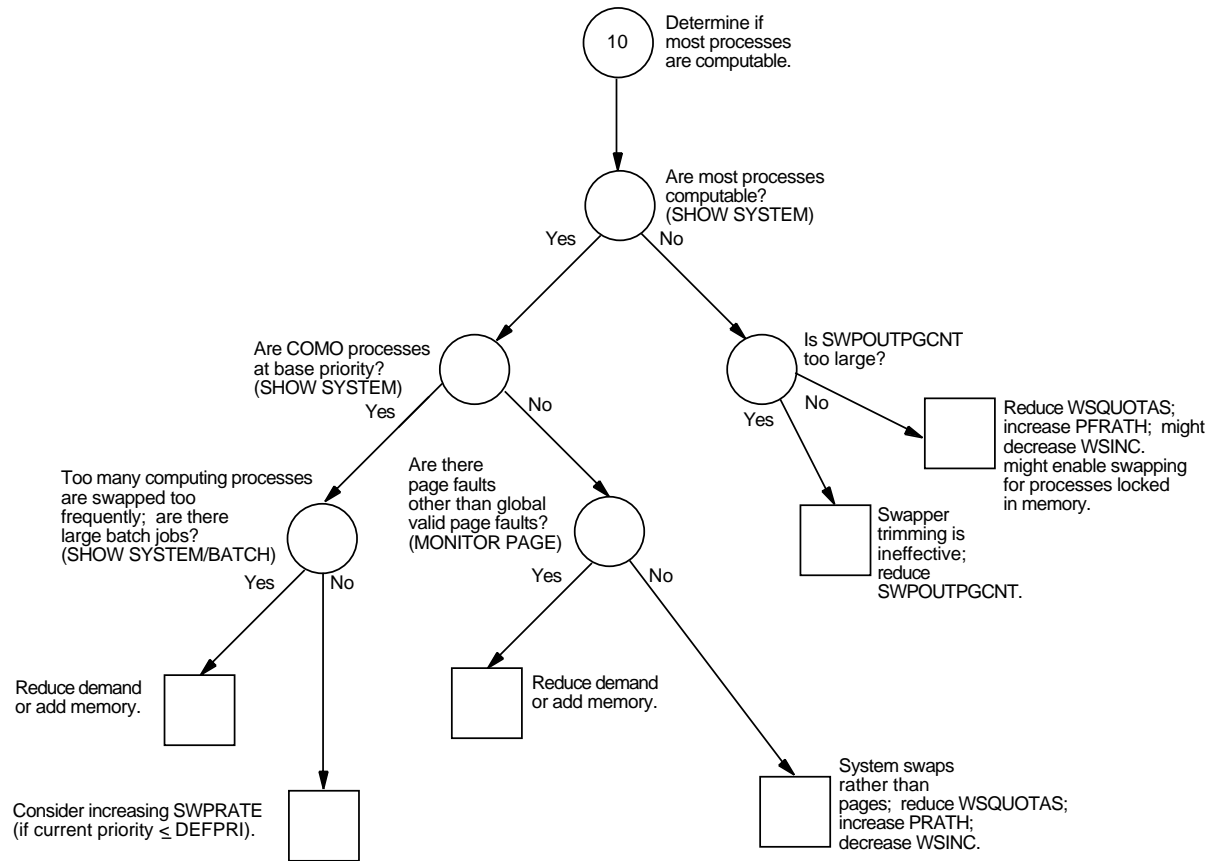 10
Determine if
most processes
are computable.
Are most processes
computable?
(SHOW SYSTEM)
Yes
No
Are COMO processes
at base priority?
(SHOW SYSTEM)
Is SWPOUTPGCNT
too large?
Yes
No
Yes
No
Reduce WSQUOTAS;
increase PFRATH; might
decrease WSINC.
might enable swapping
for processes locked
in memory.
Too many computing processes
are swapped too
frequently; are there
large batch jobs?
(SHOW SYSTEM/BATCH)
Are there
page faults
other than global
valid page faults?
(MONITOR PAGE)
Swapper
trimming is
ineffective;
reduce
SWPOUTPGCNT.
Yes
No
Yes
No
Reduce demand
or add memory.
Reduce demand
or add memory.
Consider increasing SWPRATE
(if current priority ≤ DEFPRI).
System swaps
rather than
pages; reduce WSQUOTAS;
increase PRATH;
decrease WSINC.